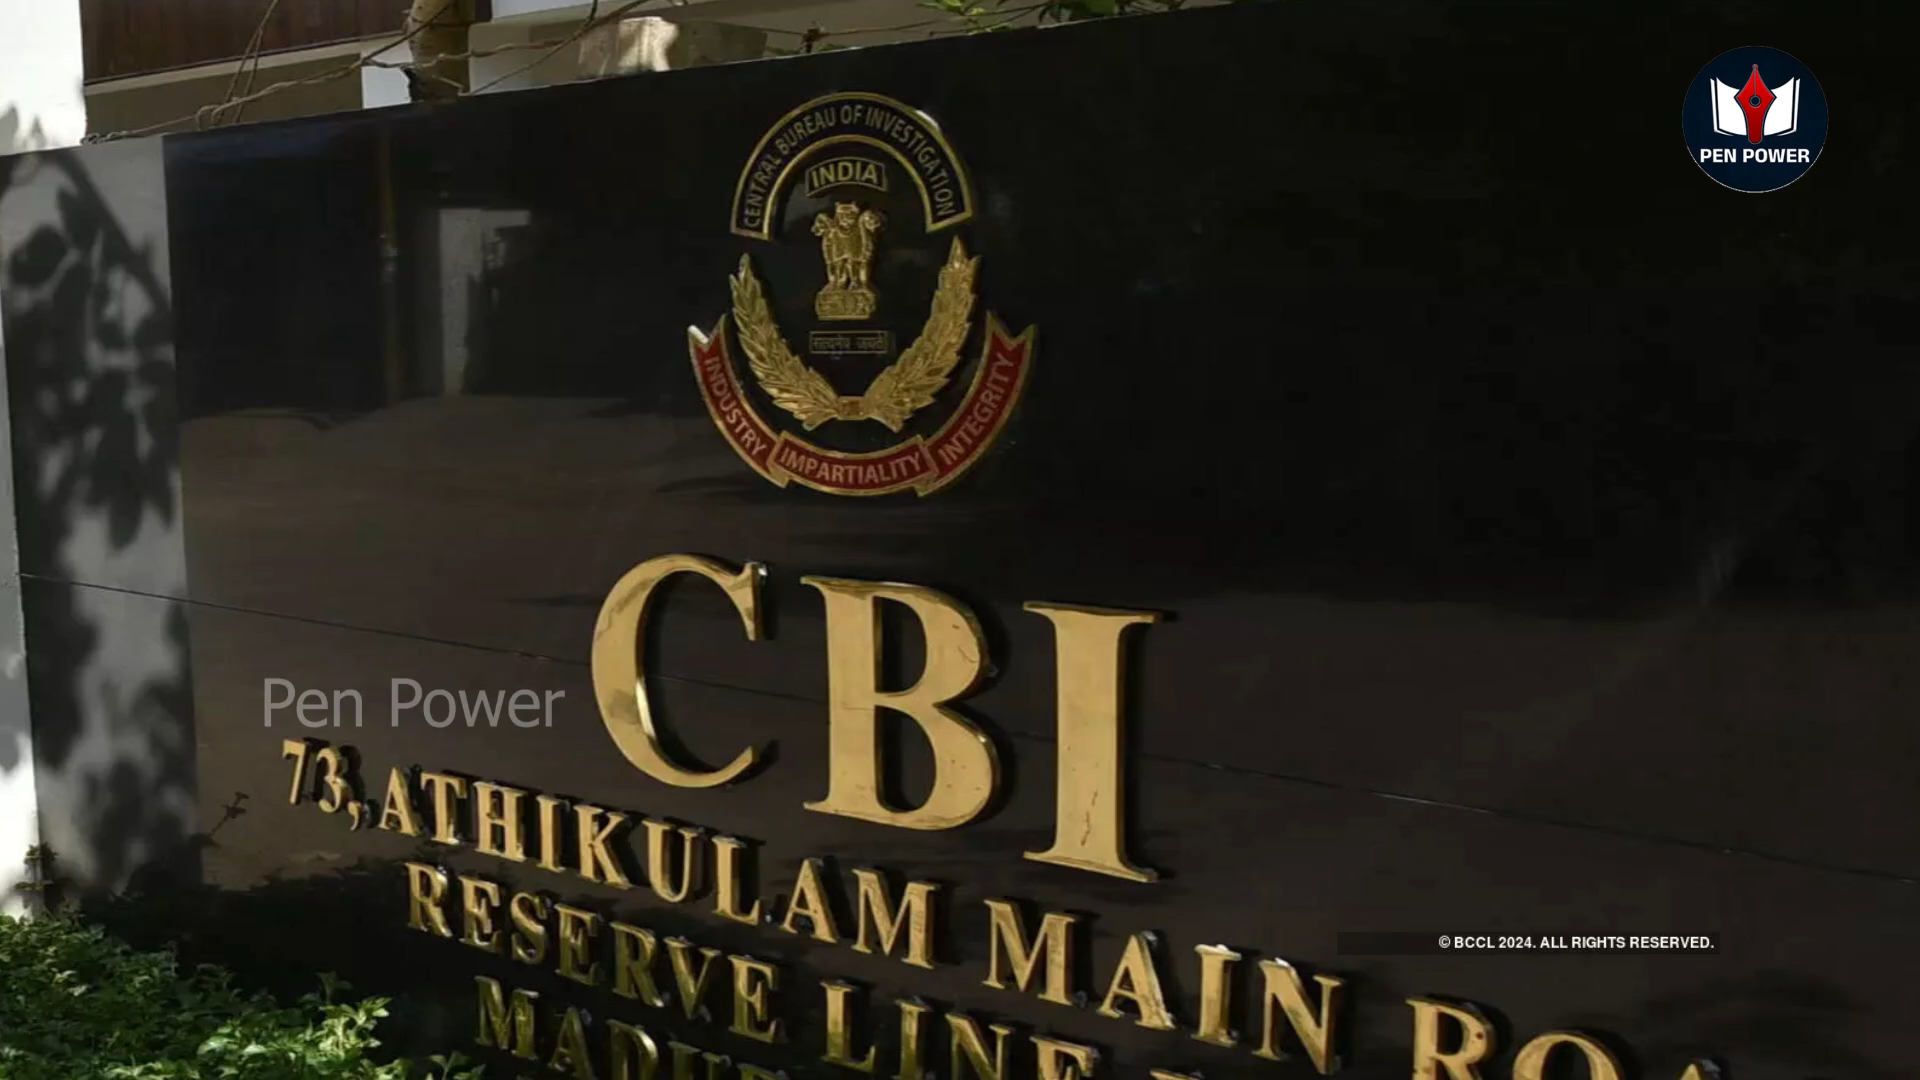 CENTRAL BUREAU OF INVESTIGATION
INDIA
सत्यमेव जयते
INDUSTRY IMPARTIALITY INTEGRITY
PEN POWER
CBI
Pen Power
73, ATHIKULAM MAIN
RESERVE LINE
© BCCL 2024. ALL RIGHTS RESERVED.